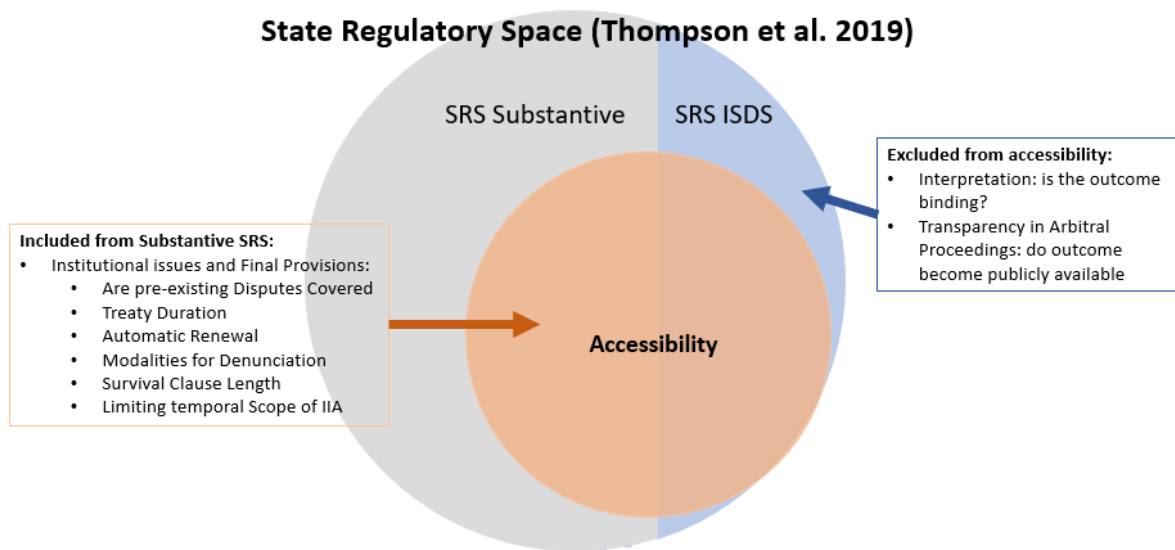 State Regulatory Space (Thompson et al. 2019)
SRS Substantive
SRS ISDS
Excluded from accessibility:
• Interpretation: is the outcome
binding?
• Transparency in Arbitral
Proceedings: do outcome
become publicly available
Included from Substantive SRS:
• Institutional issues and Final Provisions:
• Are pre-existing Disputes Covered
• Treaty Duration
• Automatic Renewal
• Modalities for Denunciation
• Survival Clause Length
• Limiting temporal Scope of IIA
Accessibility